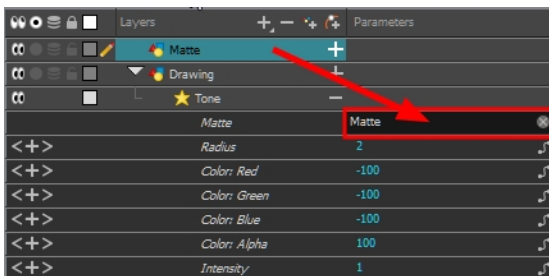 Layers Parameters
Matte
Drawing
Tone
Matte Matte
Radius 2
Color: Red -100
Color: Green -100
Color: Blue -100
Color: Alpha 100
Intensity 1